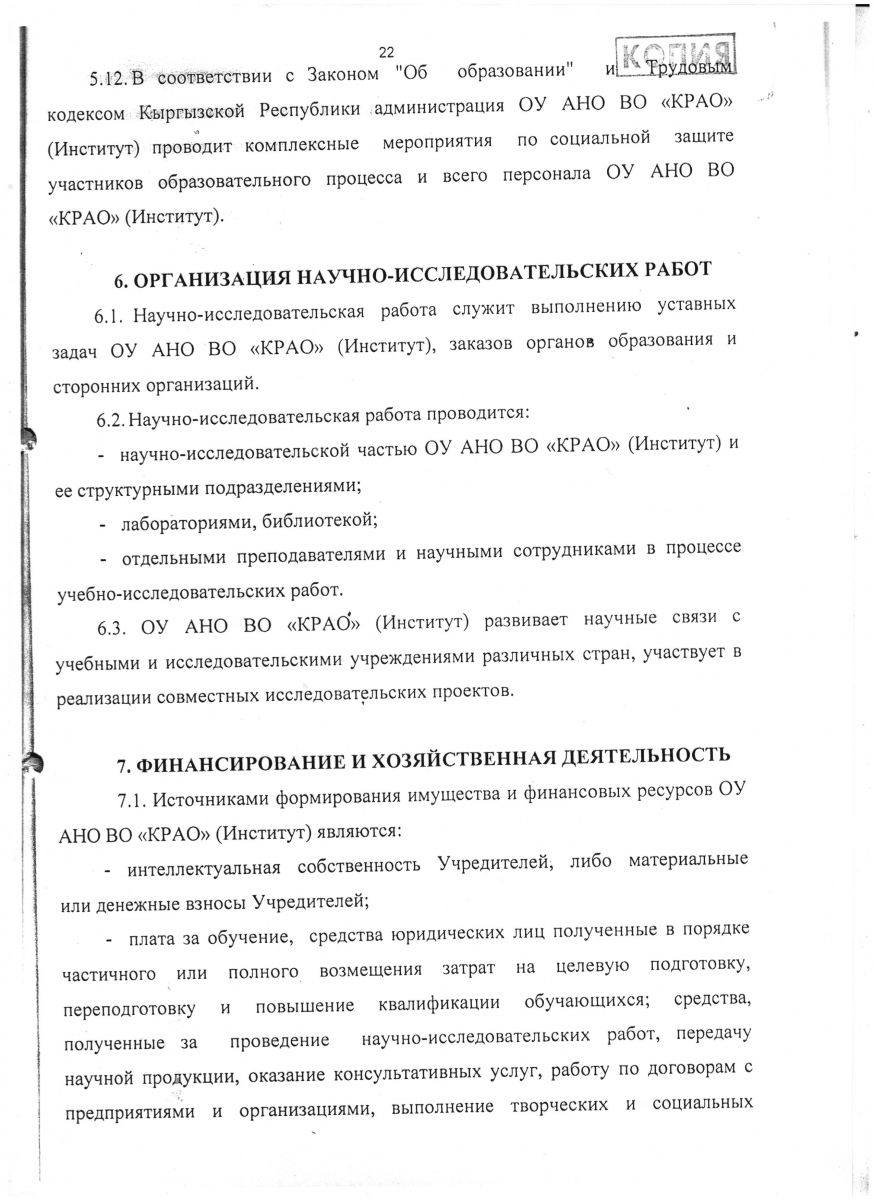 22
КОПИЯ
5.12. В соответствии с Законом "Об образовании" и Трудовым
кодексом Кыргызской Республики администрация ОУ АНО ВО «КРАО»
(Институт) проводит комплексные мероприятия по социальной защите
участников образовательного процесса и всего персонала ОУ АНО ВО
«КРАО» (Институт).
6. ОРГАНИЗАЦИЯ НАУЧНО-ИССЛЕДОВАТЕЛЬСКИХ РАБОТ
6.1. Научно-исследовательская работа служит выполнению уставных
задач ОУ АНО ВО «КРАО» (Институт), заказов органов образования и
сторонних организаций.
6.2. Научно-исследовательская работа проводится:
- научно-исследовательской частью ОУ АНО ВО «КРАО» (Институт) и
ее структурными подразделениями;
- лабораториями, библиотекой;
- отдельными преподавателями и научными сотрудниками в процессе
учебно-исследовательских работ.
6.3. ОУ АНО ВО «КРАО» (Институт) развивает научные связи с
учебными и исследовательскими учреждениями различных стран, участвует в
реализации совместных исследовательских проектов.
7. ФИНАНСИРОВАНИЕ И ХОЗЯЙСТВЕННАЯ ДЕЯТЕЛЬНОСТЬ
7.1. Источниками формирования имущества и финансовых ресурсов ОУ
АНО ВО «КРАО» (Институт) являются:
- интеллектуальная собственность Учредителей, либо материальные
или денежные взносы Учредителей;
- плата за обучение, средства юридических лиц полученные в порядке
частичного или полного возмещения затрат на целевую подготовку,
переподготовку и повышение квалификации обучающихся; средства,
полученные за проведение научно-исследовательских работ, передачу
научной продукции, оказание консультативных услуг, работу по договорам с
предприятиями и организациями, выполнение творческих и социальных